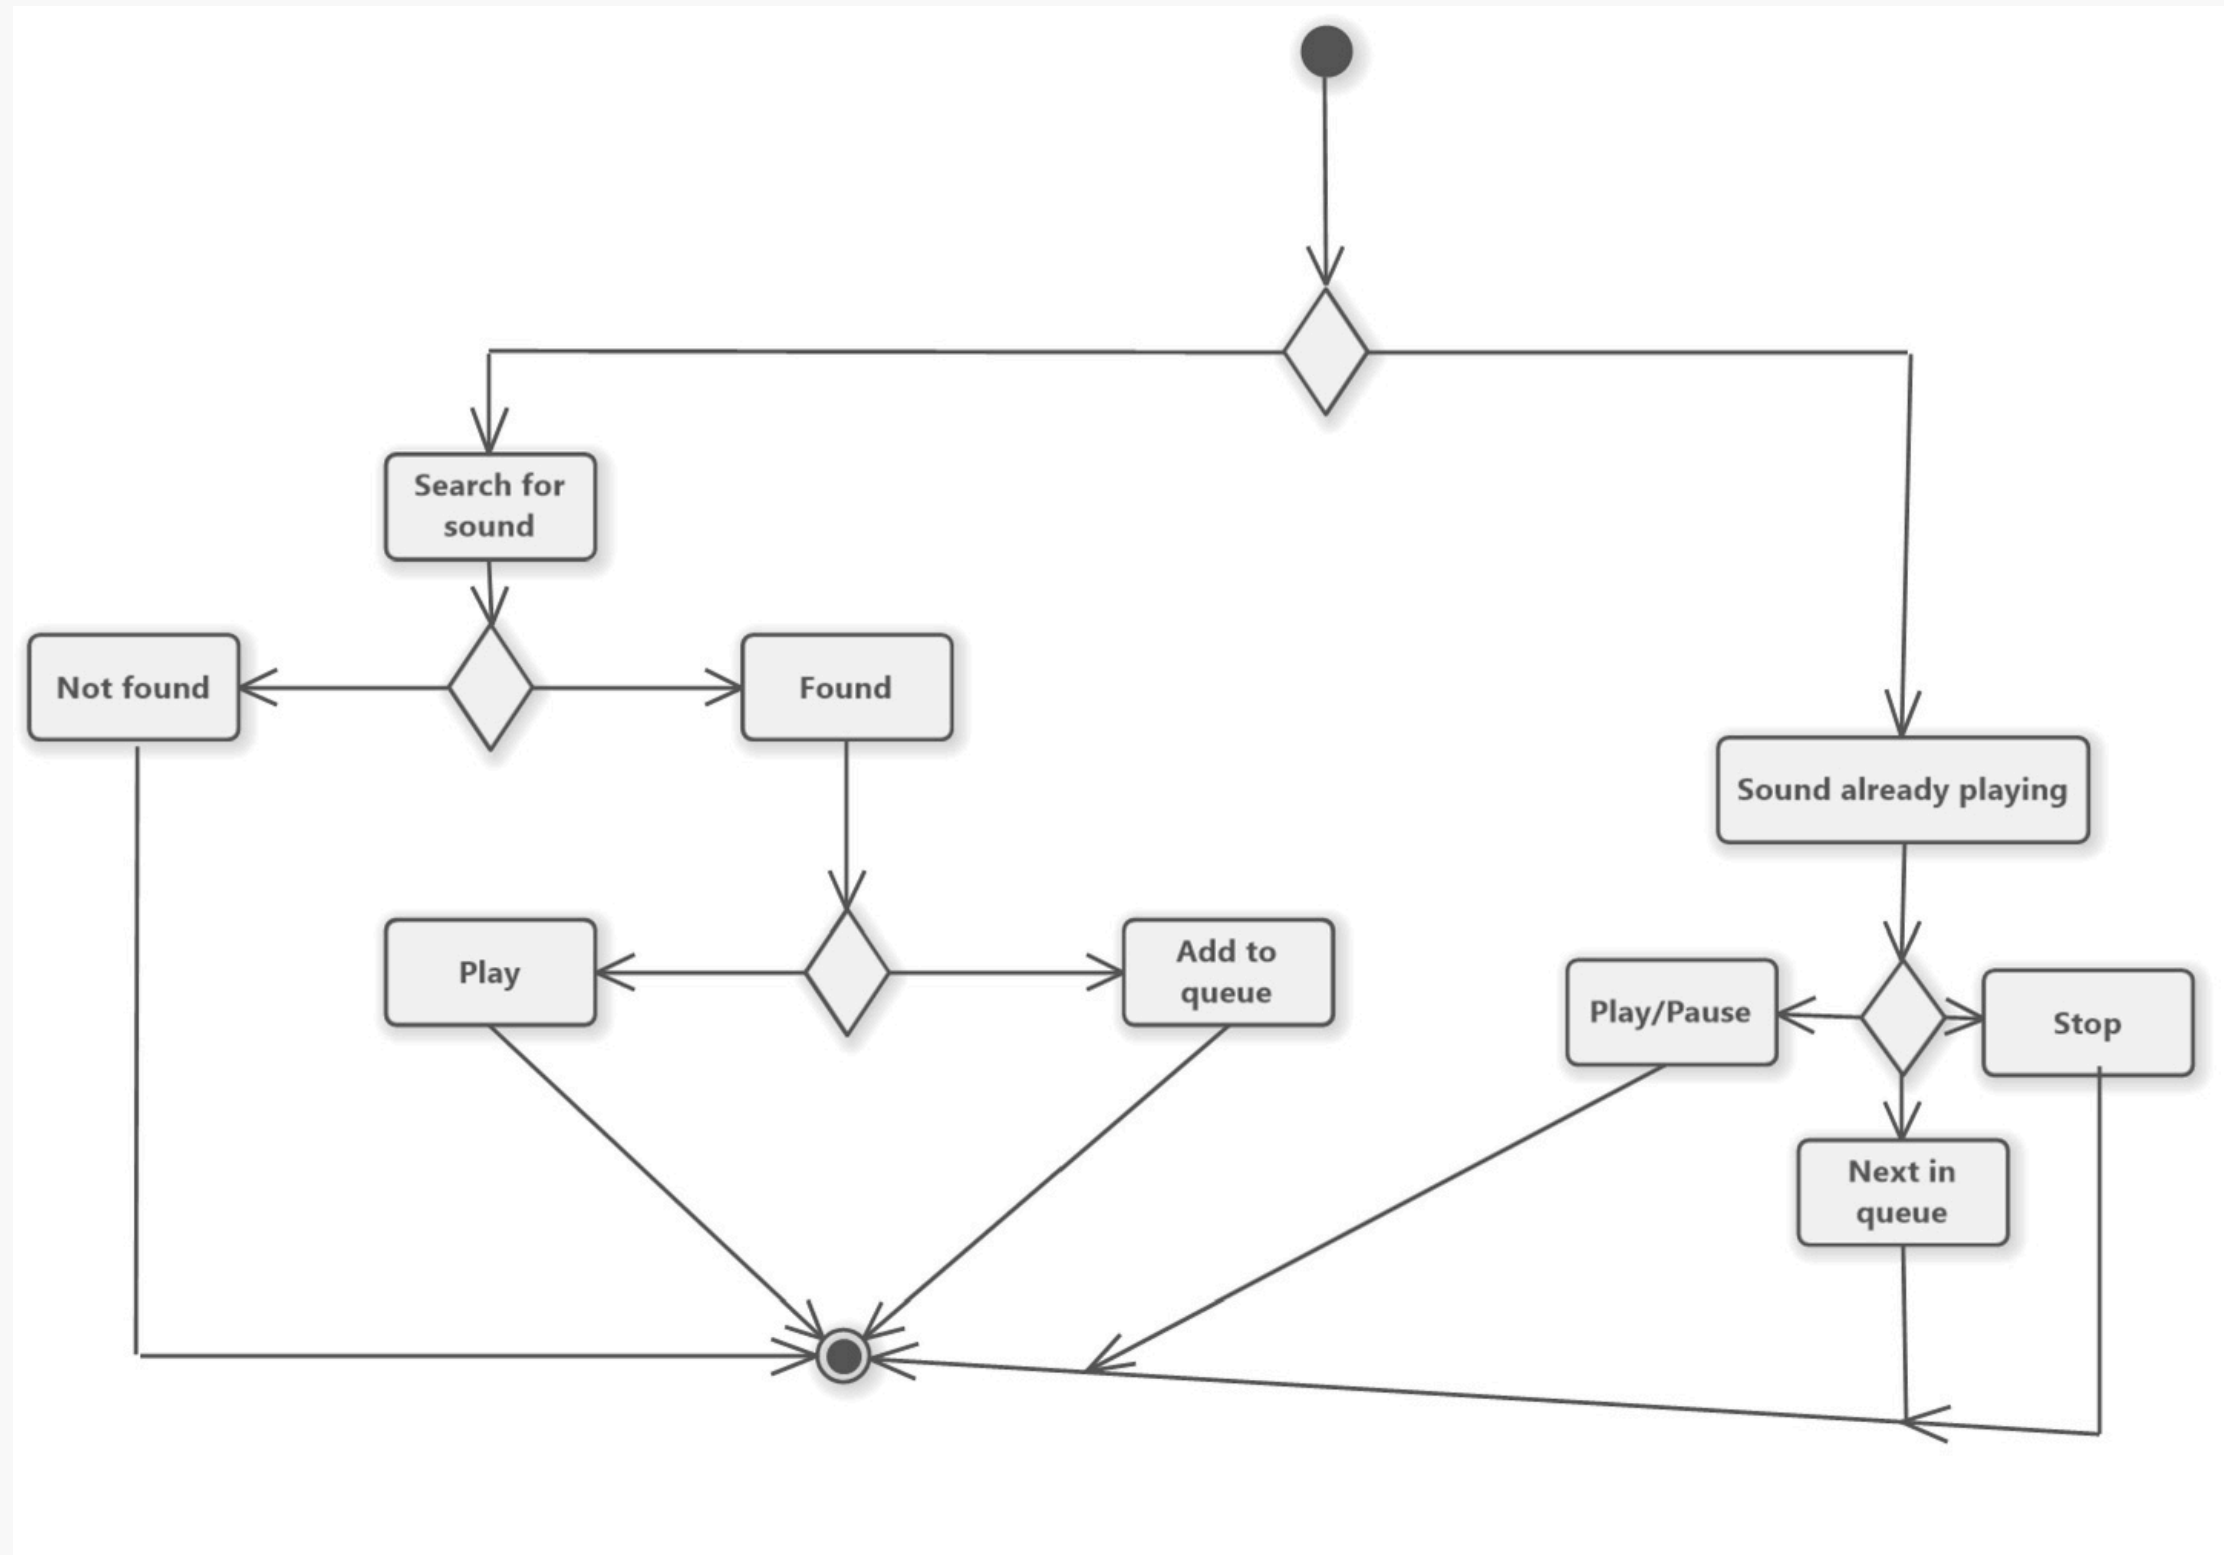 Search for
sound
Not found
Found
Sound already playing
Play
Add to
queue
Play/Pause
Stop
Next in
queue